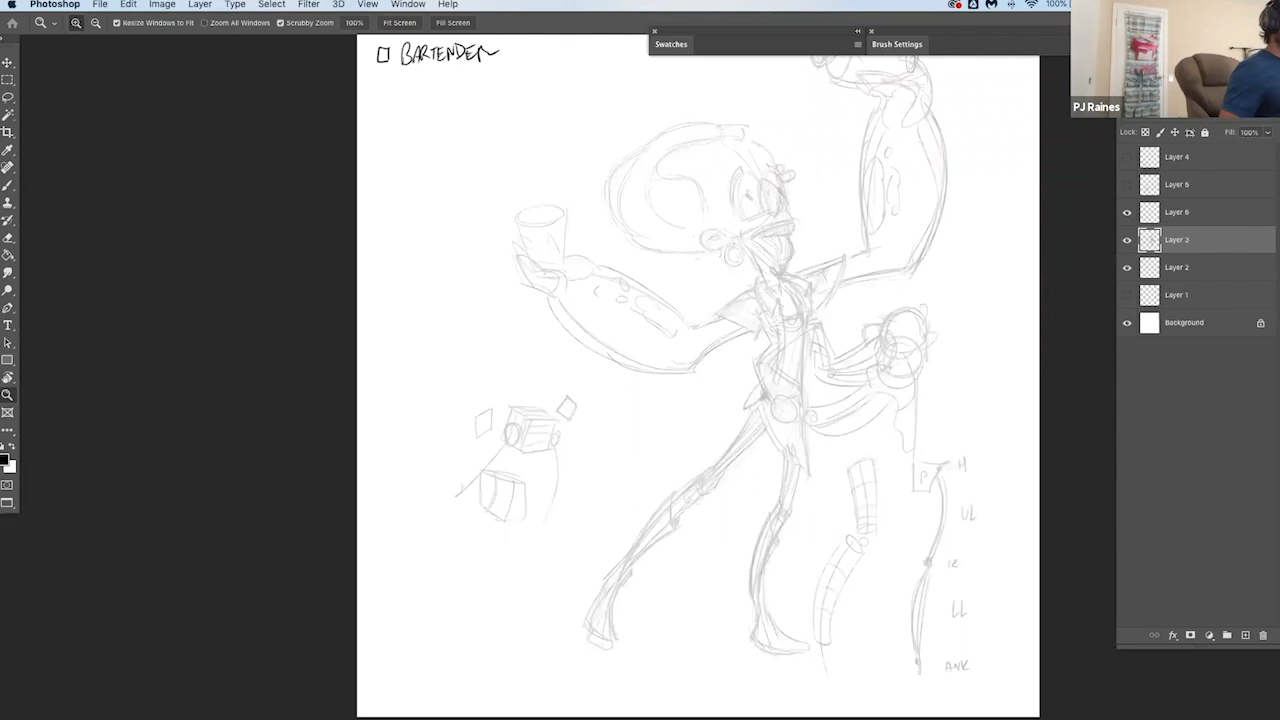 Photoshop File Edit Image Layer Type Select Filter 3D View Window Help 100%
Resize Windows to Fit Zoom All Windows Scrubby Zoom 100% Fit Screen Fill Screen
Swatches
Brush Settings
BARTENDER
PJ Raines
Lock: Fill: 100%
Layer 4
Layer 5
Layer 6
Layer 3
Layer 2
Layer 1
Background
P
H
UL
LL
ANK